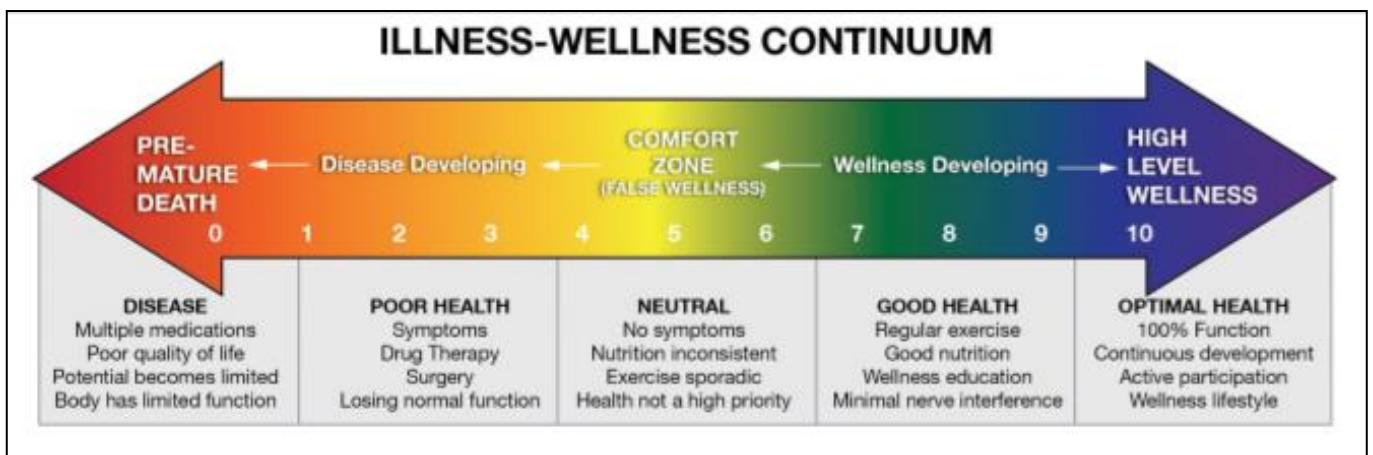 ILLNESS-WELLNESS CONTINUUM
PRE-
MATURE
DEATH
Disease Developing
COMFORT
ZONE
(FALSE WELLNESS)
Wellness Developing
HIGH
LEVEL
WELLNESS
0 1 2 3 4 5 6 7 8 9 10
DISEASE
Multiple medications
Poor quality of life
Potential becomes limited
Body has limited function
POOR HEALTH
Symptoms
Drug Therapy
Surgery
Losing normal function
NEUTRAL
No symptoms
Nutrition inconsistent
Exercise sporadic
Health not a high priority
GOOD HEALTH
Regular exercise
Good nutrition
Wellness education
Minimal nerve interference
OPTIMAL HEALTH
100% Function
Continuous development
Active participation
Wellness lifestyle